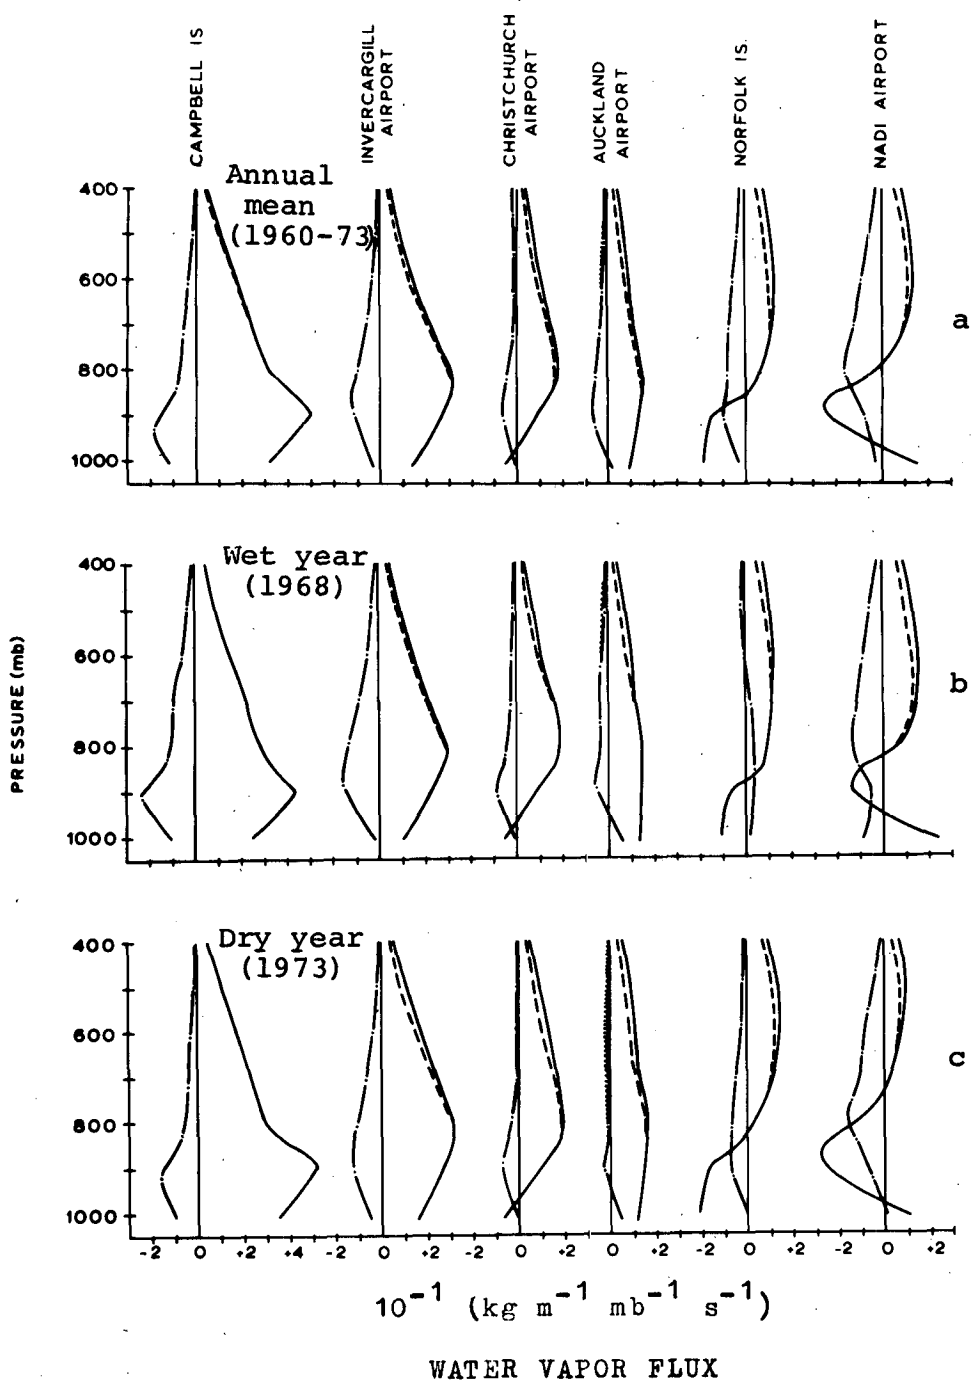 CAMPBELL IS
INVERCARGILL
AIRPORT
CHRISTCHURCH
AIRPORT
AUCKLAND
AIRPORT
NORFOLK IS.
NADI AIRPORT
Annual
mean
(1960-73)
400
600
800
1000
a
Wet year
(1968)
400
600
800
1000
b
PRESSURE (mb)
Dry year
(1973)
400
600
800
1000
c
-2 0 +2 +4 -2 0 +2 0 +2 0 +2 -2 0 +2 -2 0 +2
10⁻¹ (kg m⁻¹ mb⁻¹ s⁻¹)
WATER VAPOR FLUX